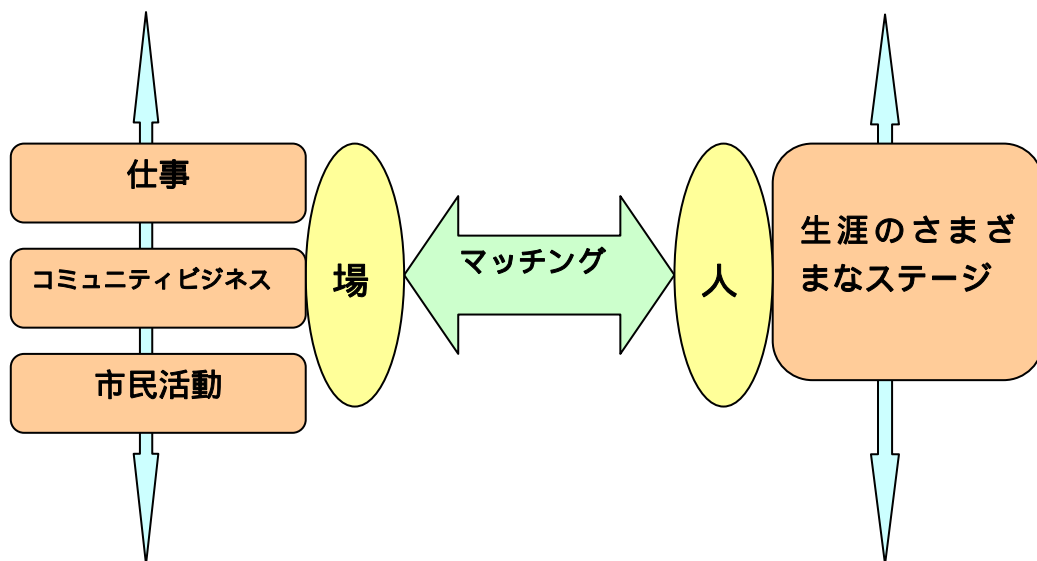 仕事
コミュニティビジネス
市民活動
場
マッチング
人
生涯のさまざ
まなステージ